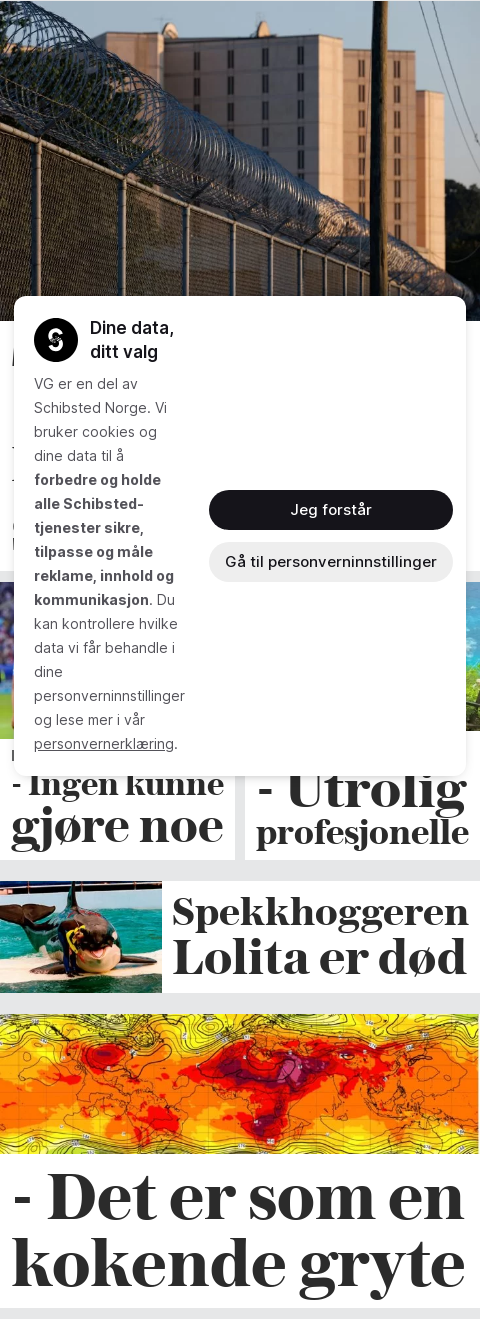 Dine data,
ditt valg
VG er en del av
Schibsted Norge. Vi
bruker cookies og
dine data til å
forbedre og holde
alle Schibsted-
tjenester sikre,
tilpasse og måle
reklame, innhold og
kommunikasjon. Du
kan kontrollere hvilke
data vi får behandle i
dine
personverninnstillinger
og lese mer i vår
personvernerklæring.
Jeg forstår
Gå til personverninnstillinger
- Ingen kunne
gjøre noe
- Utrolig
profesjonelle
Spekkhoggeren
Lolita er død
- Det er som en
kokende gryte